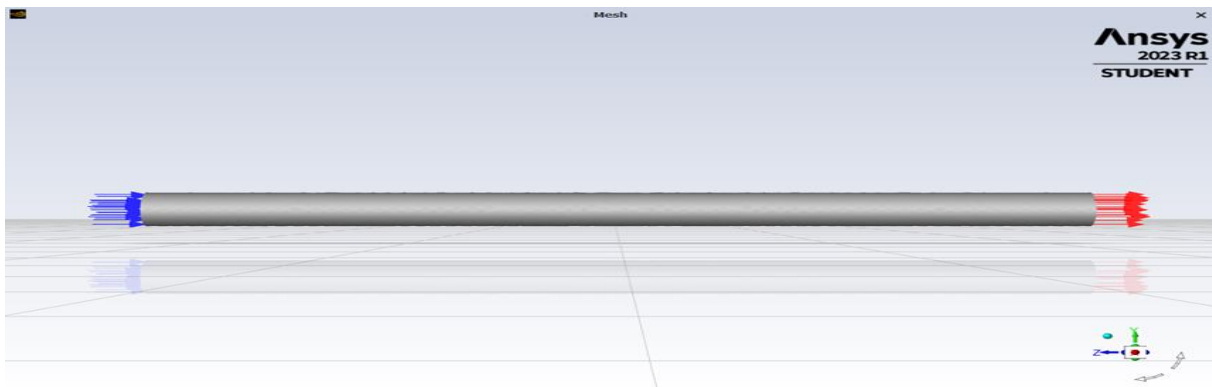 Mesh
Ansys
2023 R1
STUDENT
Y
Z